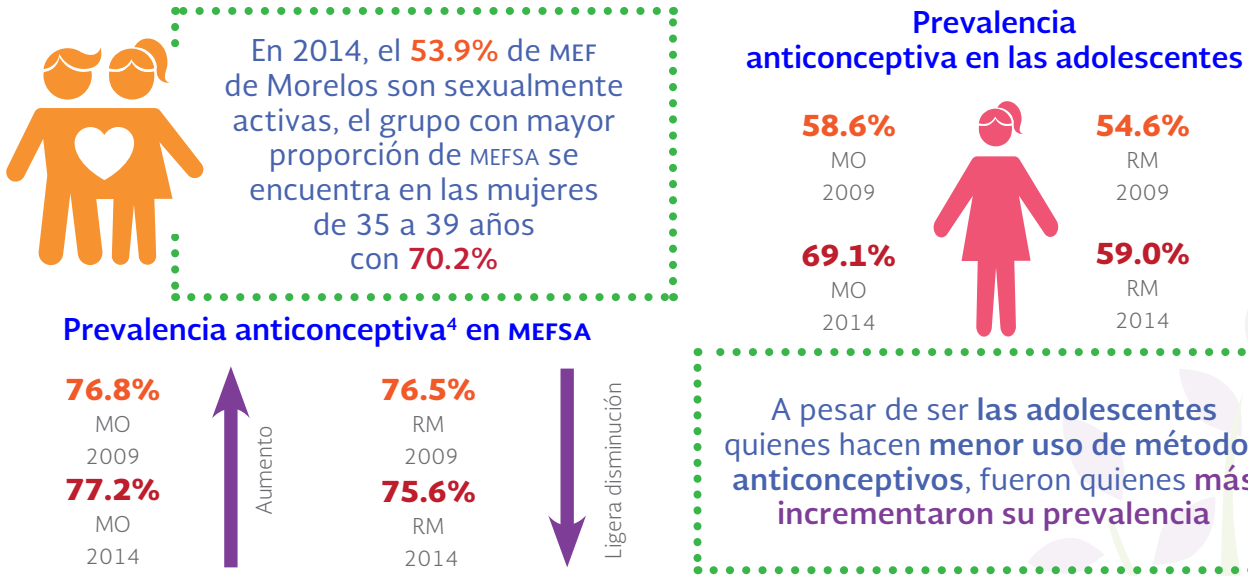 En 2014, el 53.9% de MEF
de Morelos son sexualmente
activas, el grupo con mayor
proporción de MEFSA se
encuentra en las mujeres
de 35 a 39 años
con 70.2%
Prevalencia anticonceptiva⁴ en MEFSA
76.8%
MO
2009
77.2%
MO
2014
Aumento
76.5%
RM
2009
75.6%
RM
2014
Ligera disminución
Prevalencia
anticonceptiva en las adolescentes
58.6%
MO
2009
69.1%
MO
2014
54.6%
RM
2009
59.0%
RM
2014
A pesar de ser las adolescentes
quienes hacen menor uso de método
anticonceptivos, fueron quienes más
incrementaron su prevalencia